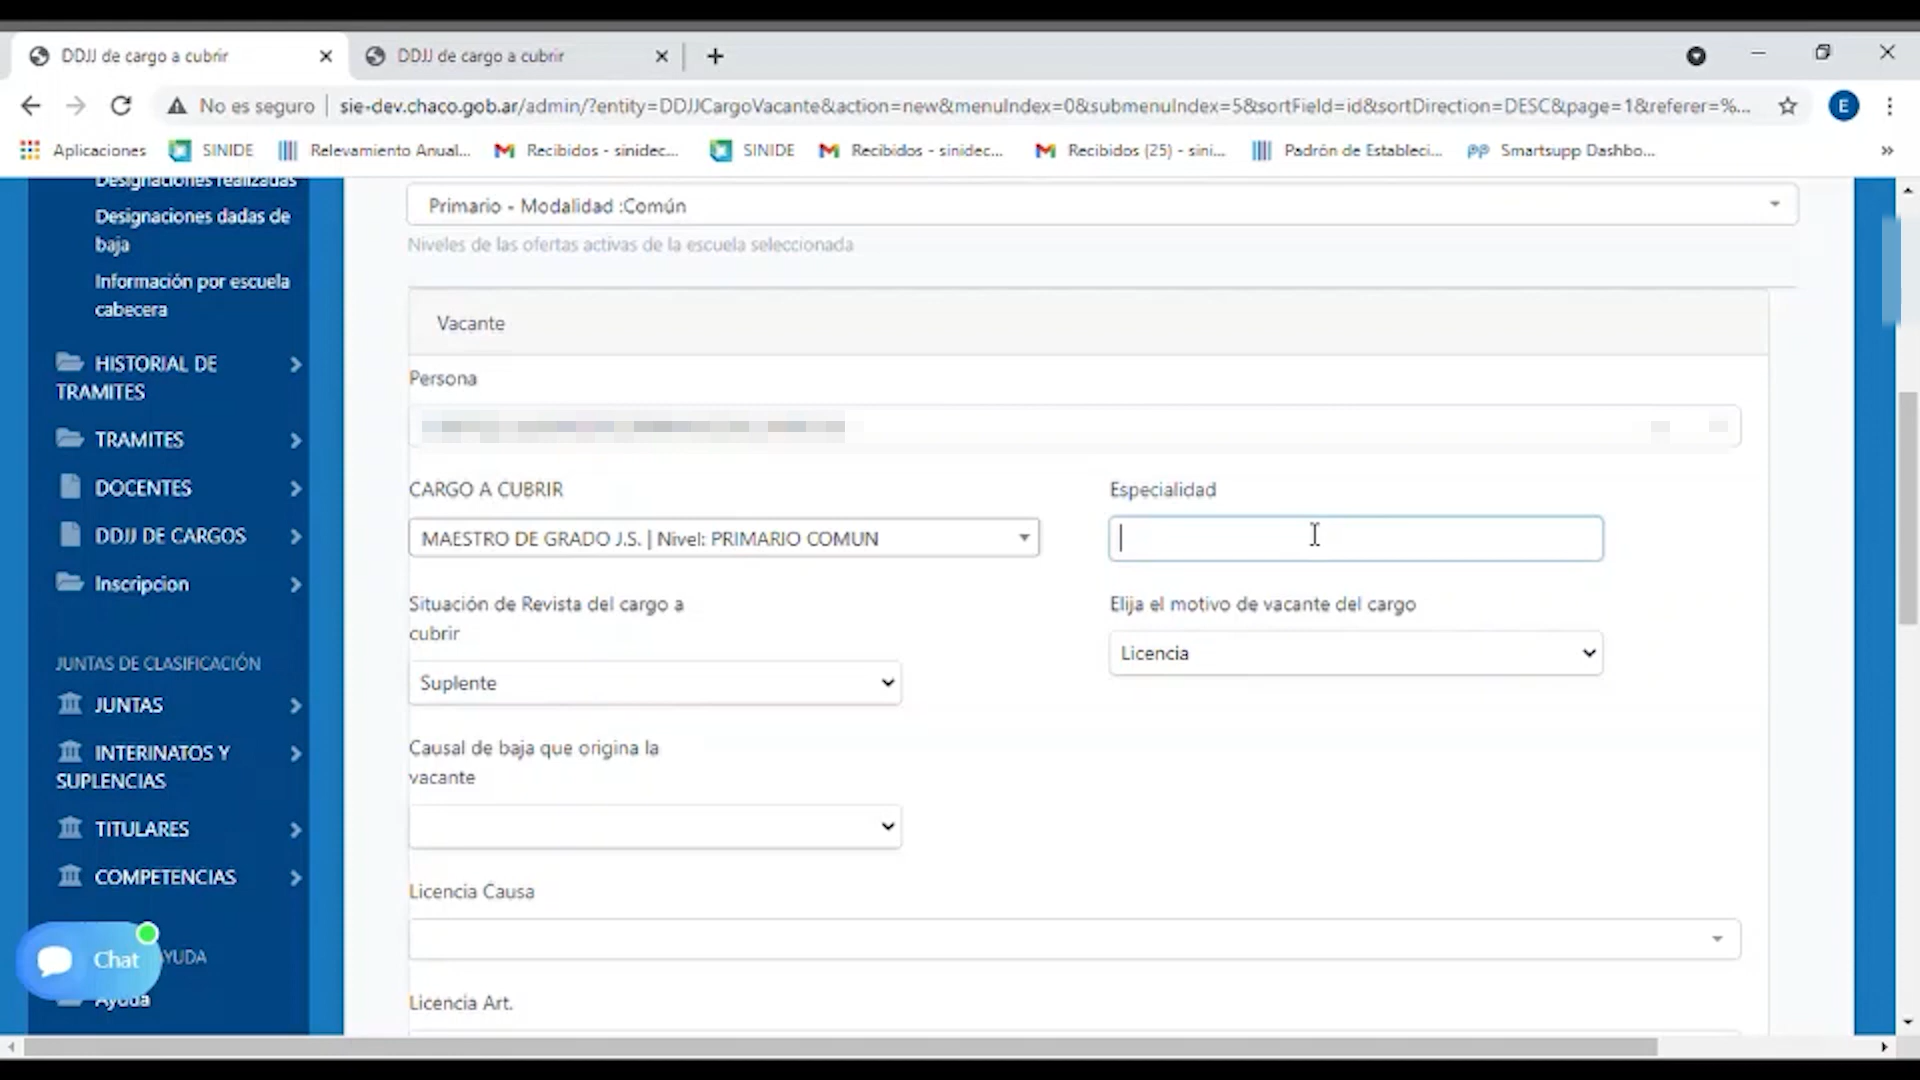 DDJJ de cargo a cubrir
DDJJ de cargo a cubrir
No es seguro
sie-dev.chaco.gob.ar/admin/?entity=DDJJCargoVacante&action=new&menuIndex=0&submenuIndex=5&sortField=id&sortDirection=DESC&page=1&referer=%...
E
Aplicaciones
SINIDE
Relevamiento Anual...
Recibidos - sinidec...
SINIDE
Recibidos - sinidec...
Recibidos (25) - sini...
Padrón de Estableci...
Smartsupp Dashbo...
»
Designaciones realizadas
Designaciones dadas de
baja
Información por escuela
cabecera
HISTORIAL DE
TRAMITES
TRAMITES
DOCENTES
DDJJ DE CARGOS
Inscripcion
JUNTAS DE CLASIFICACIÓN
JUNTAS
INTERINATOS Y
SUPLENCIAS
TITULARES
COMPETENCIAS
Chat
Ayuda
Primario - Modalidad :Común
Niveles de las ofertas activas de la escuela seleccionada
Vacante
Persona
CARGO A CUBRIR
MAESTRO DE GRADO J.S. | Nivel: PRIMARIO COMUN
Especialidad
Situación de Revista del cargo a
cubrir
Suplente
Elija el motivo de vacante del cargo
Licencia
Causal de baja que origina la
vacante
Licencia Causa
Licencia Art.